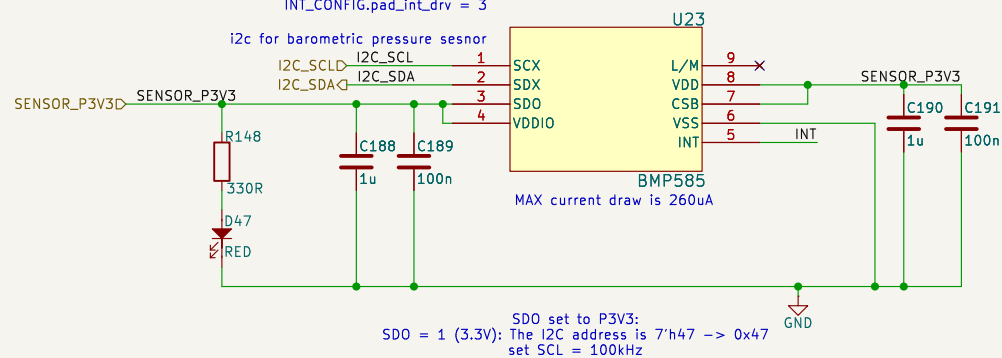 INT_CONFIG.pad_int_drv = 3
i2c for barometric pressure sesnor
U23
I2C_SCL I2C_SCL 1 SCX L/M 9
I2C_SDA I2C_SDA 2 SDX VDD 8 SENSOR_P3V3
SENSOR_P3V3 SENSOR_P3V3 3 SDO CSB 7
4 VDDIO VSS 6
INT 5 INT
C190 C191
1u 100n
R148
330R
C188 C189
1u 100n
BMP585
MAX current draw is 260uA
D47
RED
GND
SDO set to P3V3:
SDO = 1 (3.3V): The I2C address is 7'h47 -> 0x47
set SCL = 100kHz